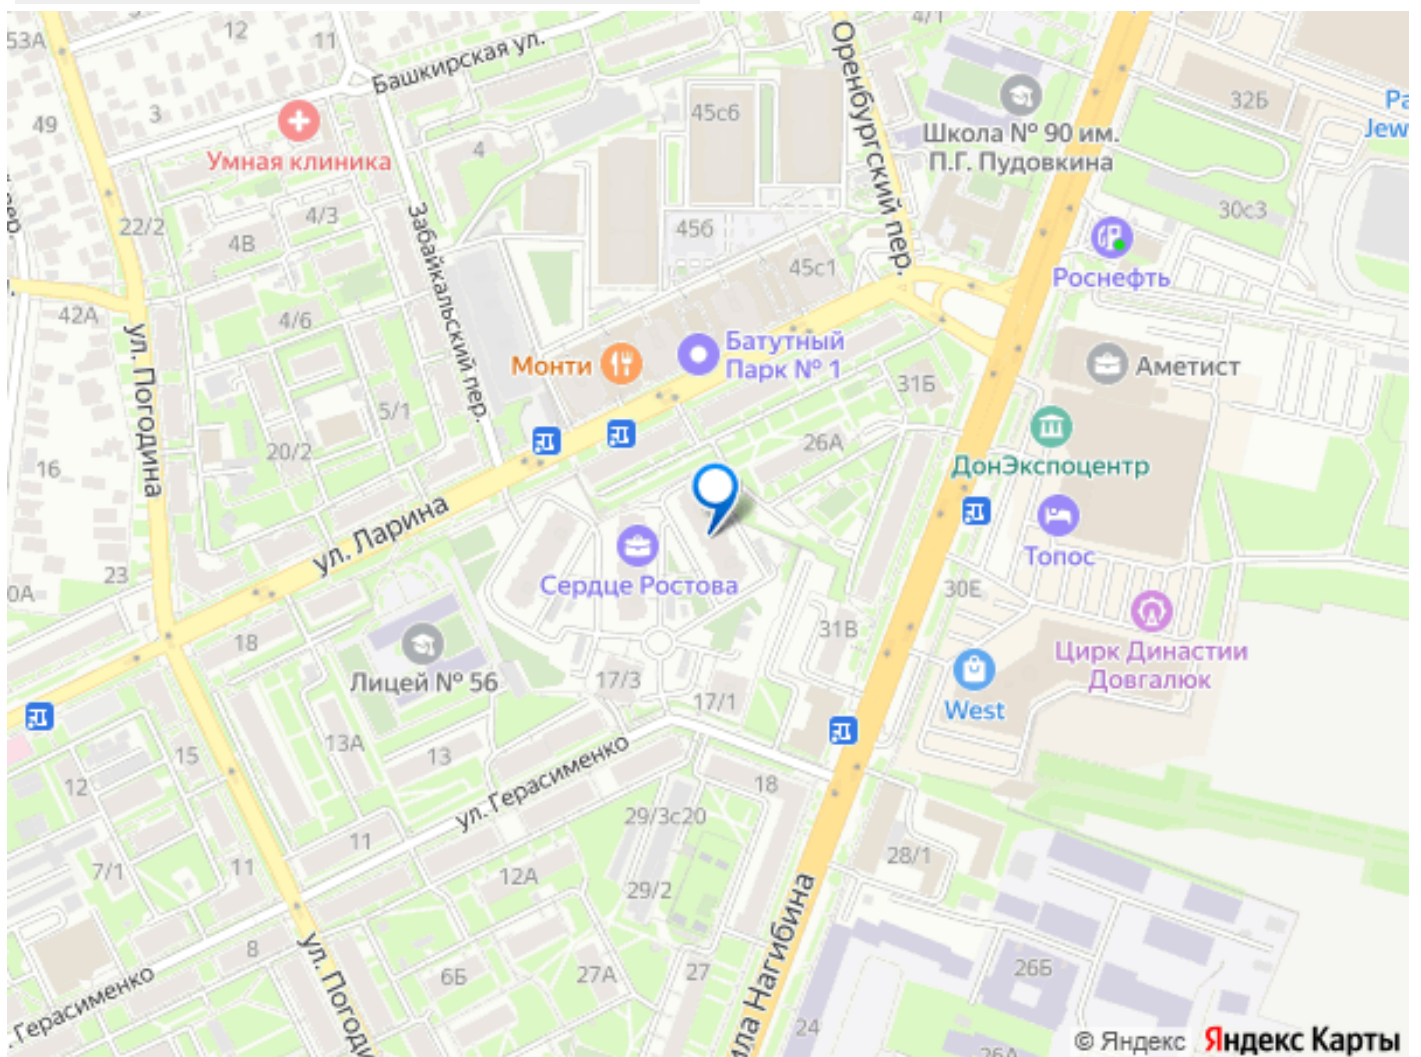 53А
12
11
4/1
Башкирская ул.
Оренбургский пер.
3
49
45с6
32Б
Школа № 90 им.
П.Г. Пудовкина
Умная клиника
4
Забайкальский пер.
22/2
4/3
4В
45б
45с1
30с3
Роснефть
42А
4/6
ул. Погодина
Монти
Батутный
Парк № 1
31Б
Аметист
5/1
20/2
26А
16
ДонЭкспоцентр
ул. Ларина
Топос
Сердце Ростова
23
30Е
18
31В
Лицей № 56
17/3
17/1
Цирк Династии
Довгалюк
West
13А
13
15
12
ул. Герасименко
18
29/3с20
11
11
7/1
12А
29/2
28/1
8
ул. Погодина
6Б
27А
27
26Б
24
26А
Герасименко
© Яндекс Яндекс Карты